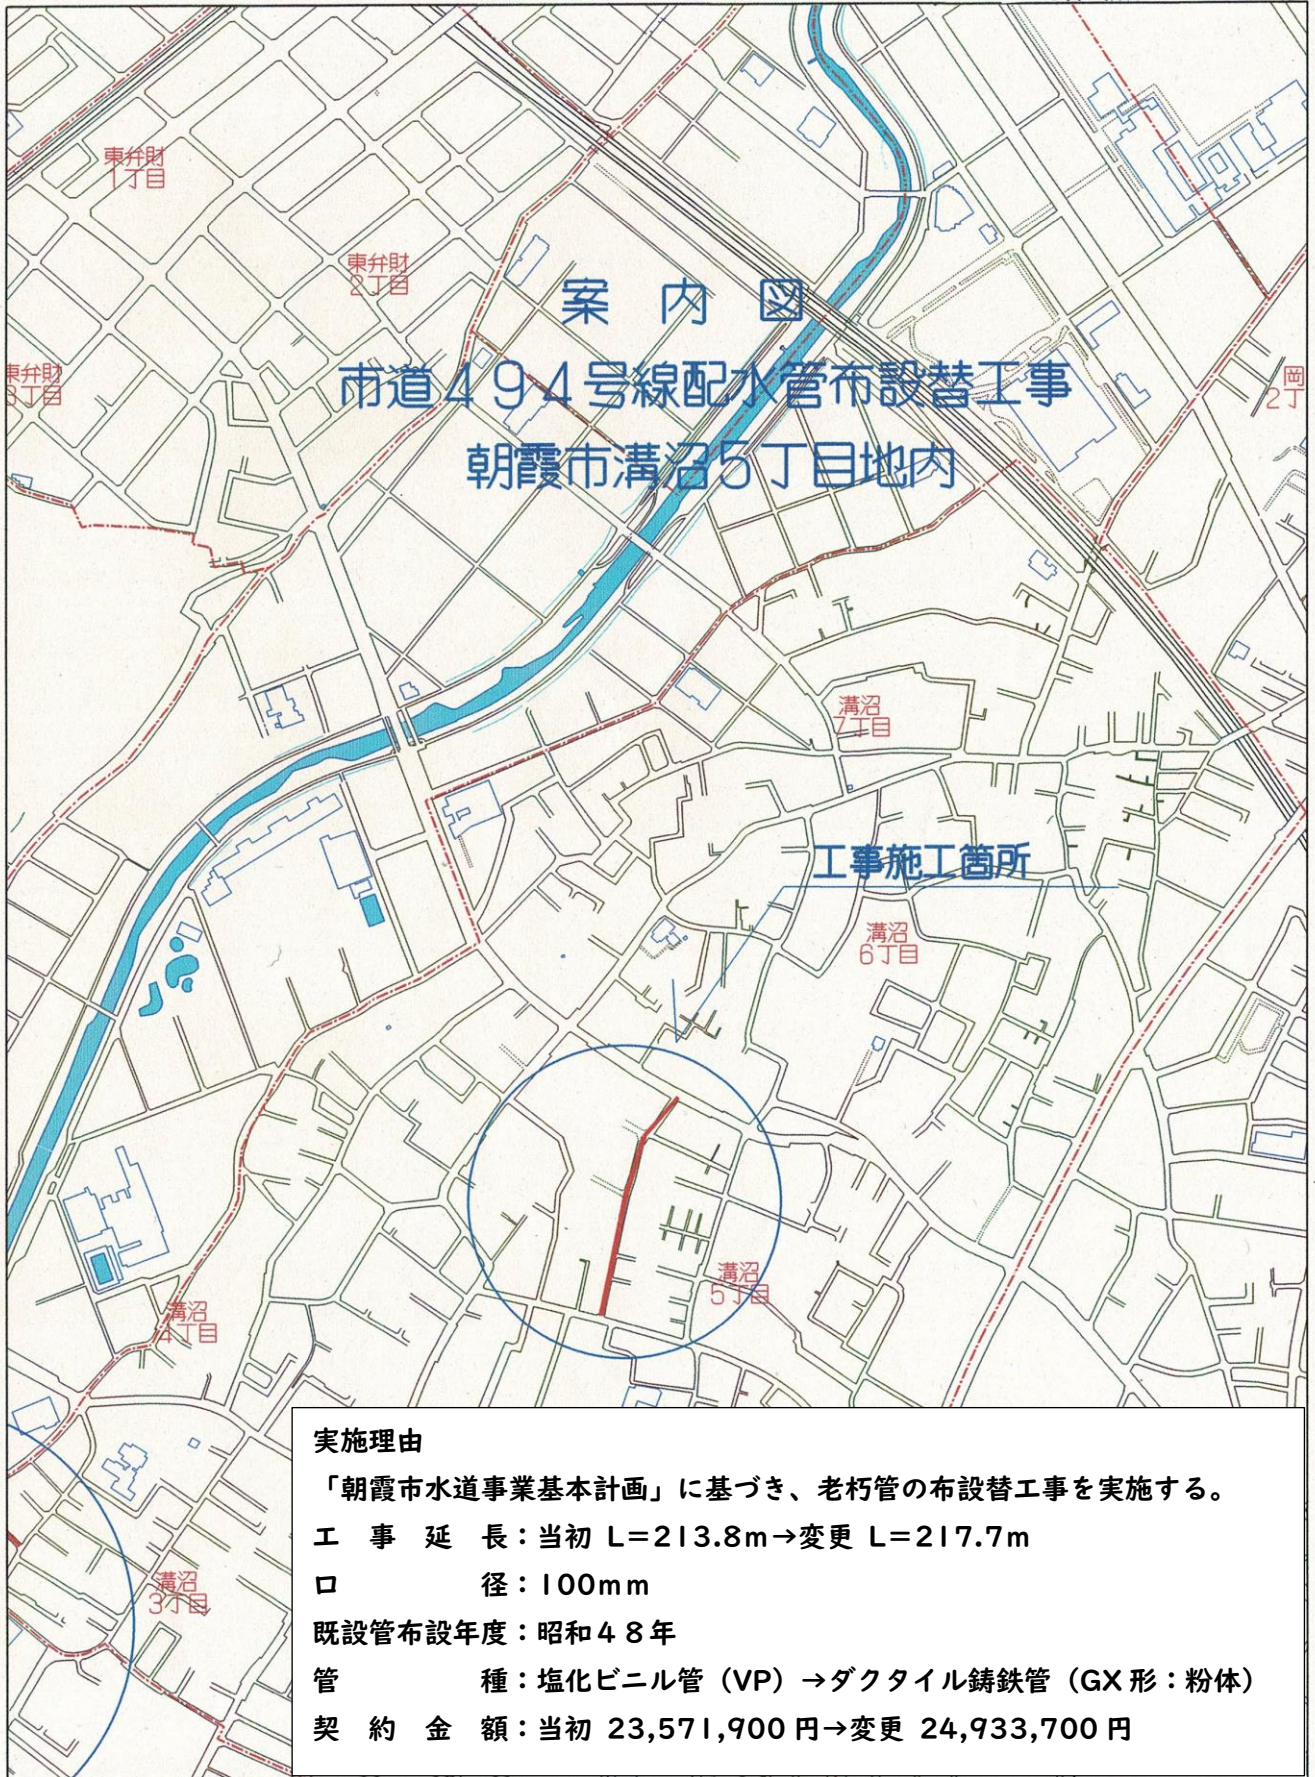 東弁財
1丁目
東弁財
2丁目
案内図
東弁財
3丁目
市道494号線配水管布設替工事
岡
2丁
朝霞市溝沼5丁目地内
溝沼
7丁目
工事施工箇所
溝沼
6丁目
溝沼
5丁目
溝沼
4丁目
溝沼
3丁目
実施理由
「朝霞市水道事業基本計画」に基づき、老朽管の布設替工事を実施する。
工事延長：当初 L=213.8m→変更 L=217.7m
口径：100mm
既設管布設年度：昭和48年
管種：塩化ビニル管（VP）→ダクタイル鋳鉄管（GX形：粉体）
契約金額：当初 23,571,900円→変更 24,933,700円